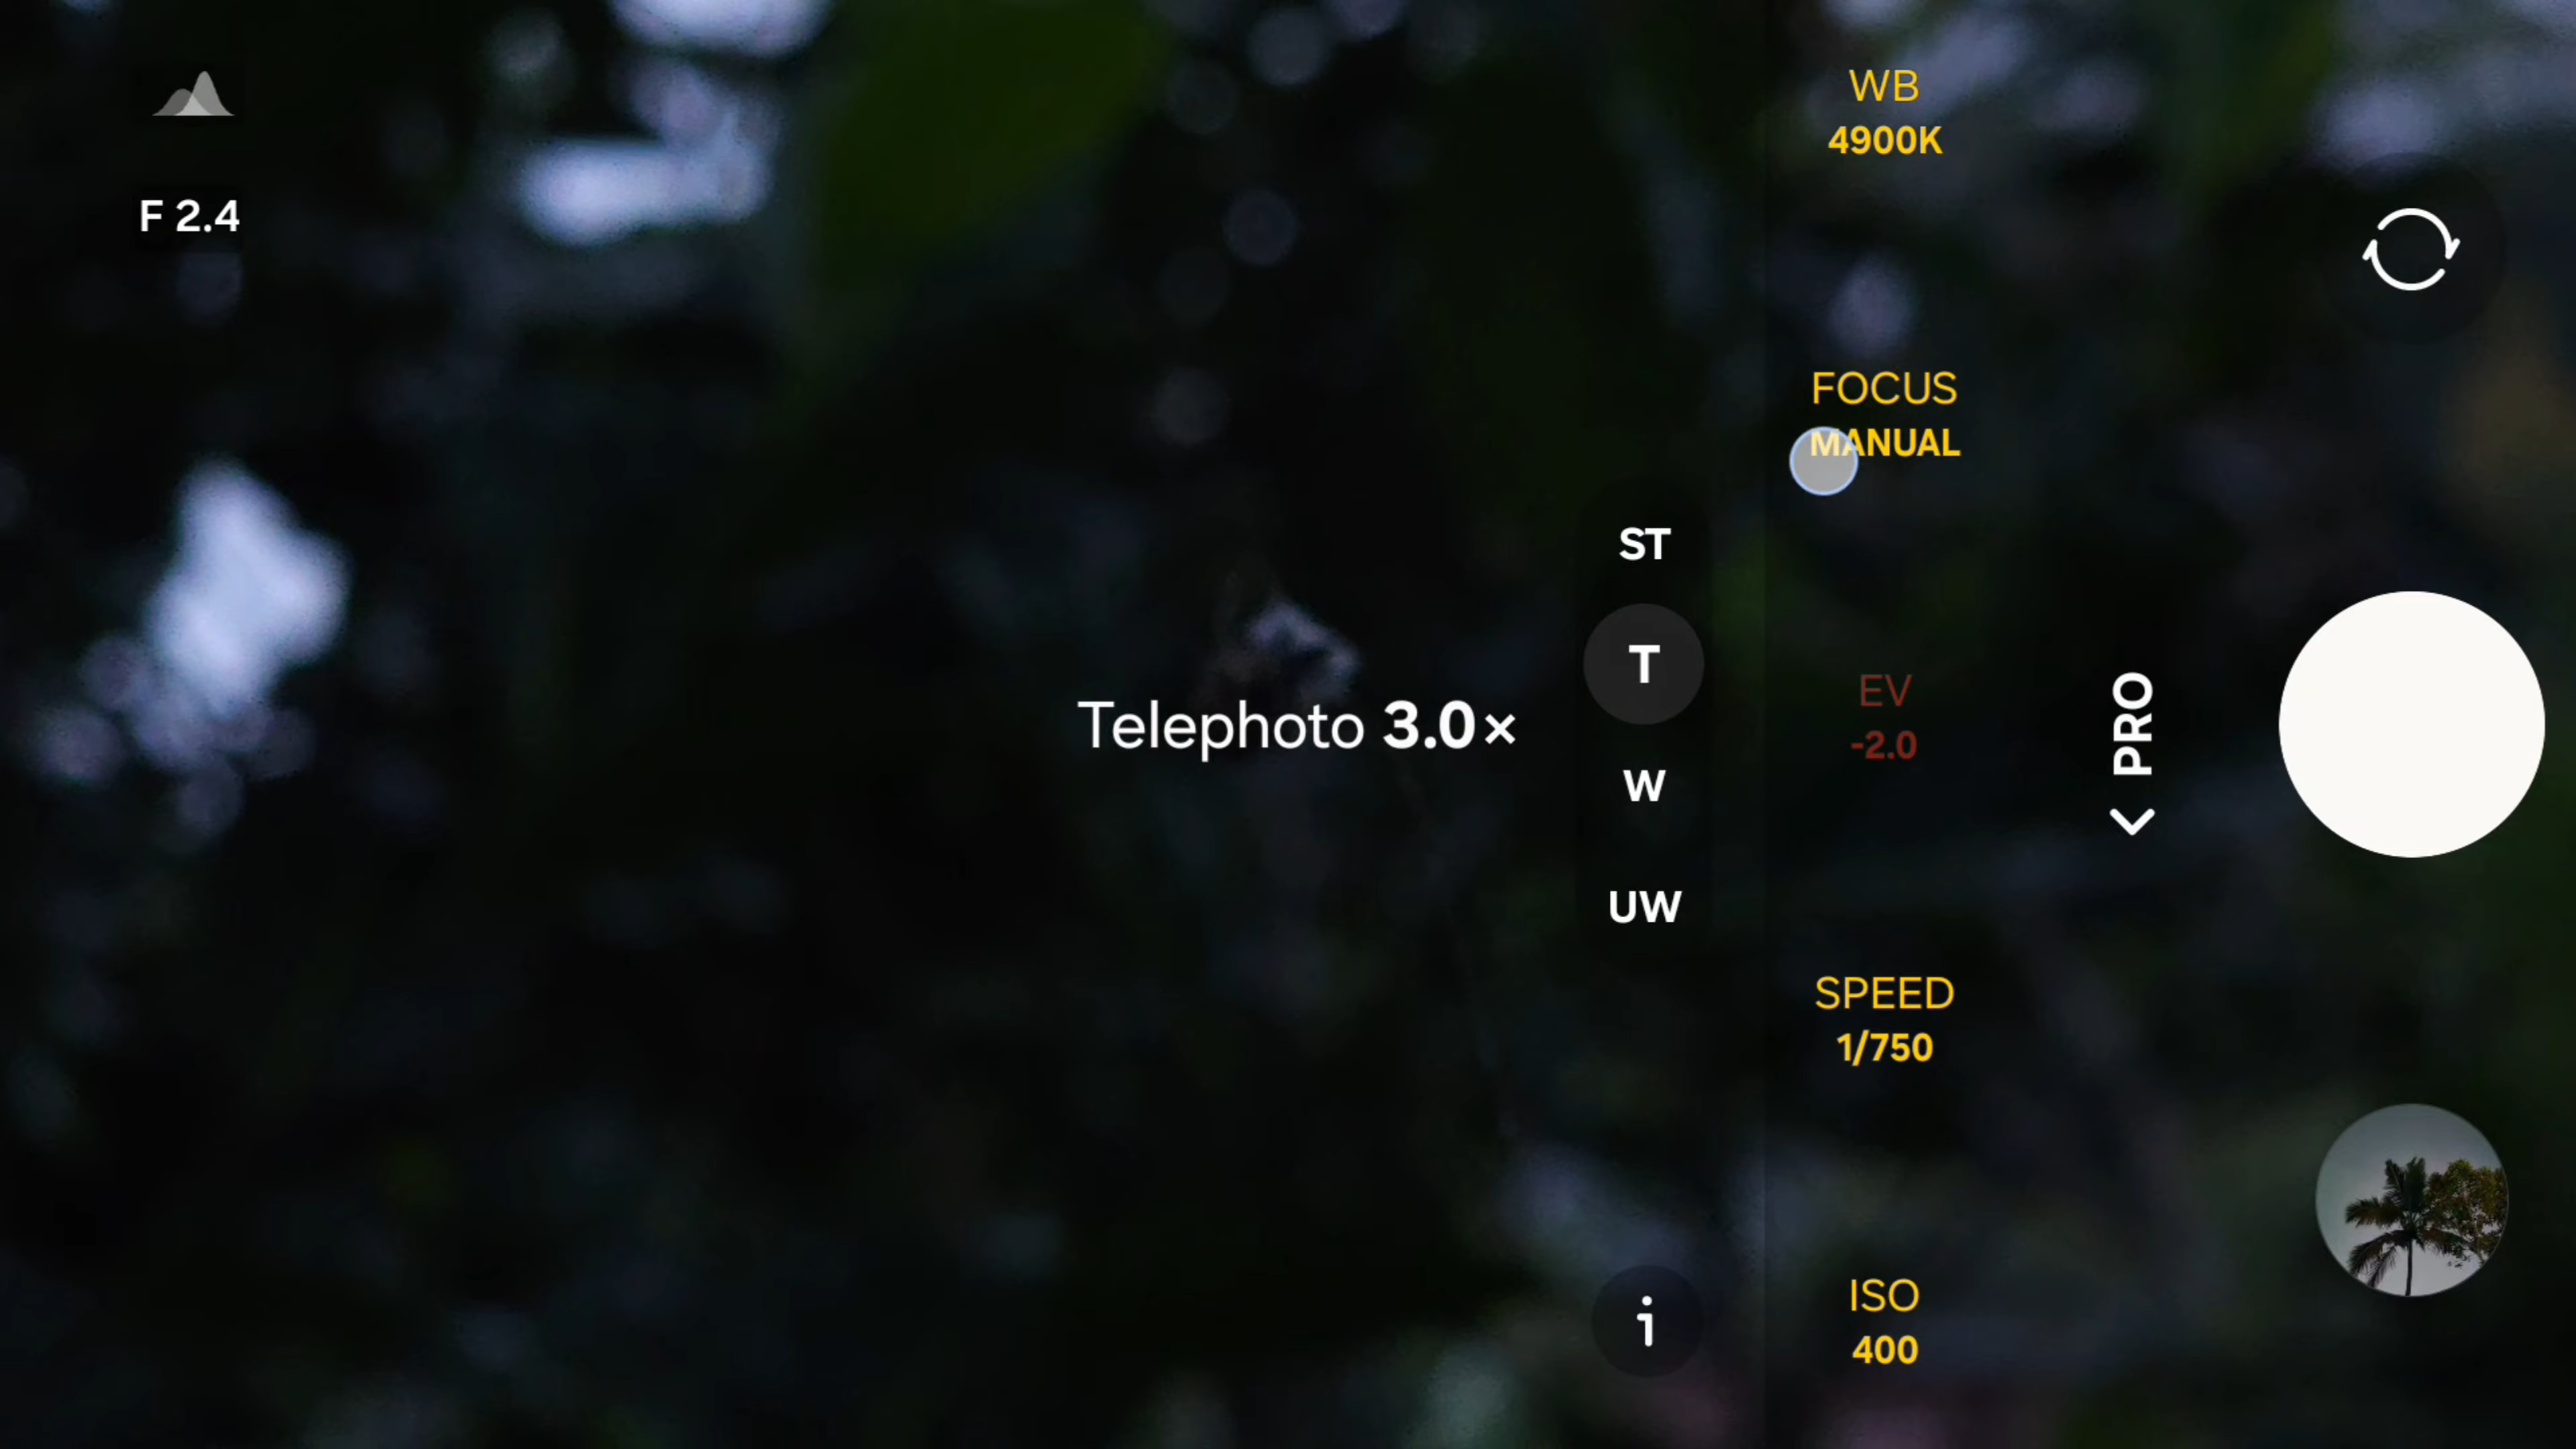 F 2.4
WB
4900K
FOCUS
MANUAL
ST
T
Telephoto 3.0×
EV
-2.0
W
UW
PRO
SPEED
1/750
i
ISO
400